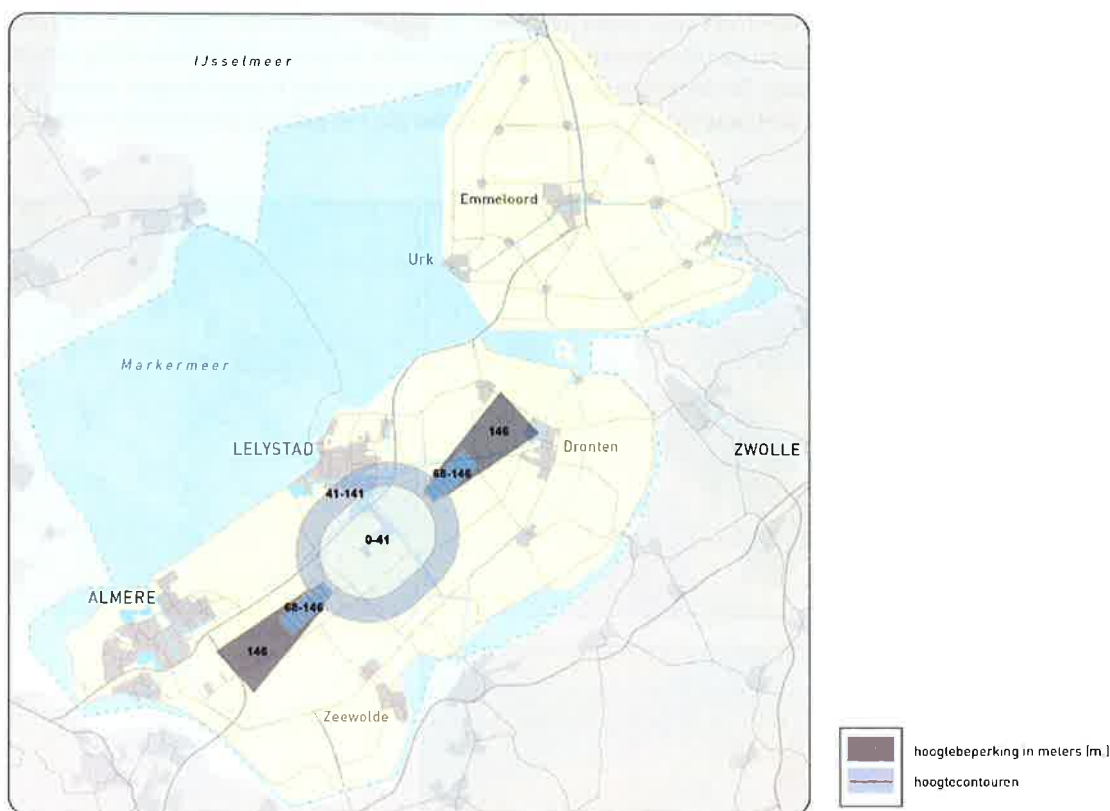 IJsselmeer
Emmeloord
Urk
Markermeer
146
LELYSTAD
Dronten
ZWOLLE
68-146
41-141
0-41
ALMERE
68-146
146
Zeewolde
hoogtebeperking in meters (m.)
hoogtecontouren